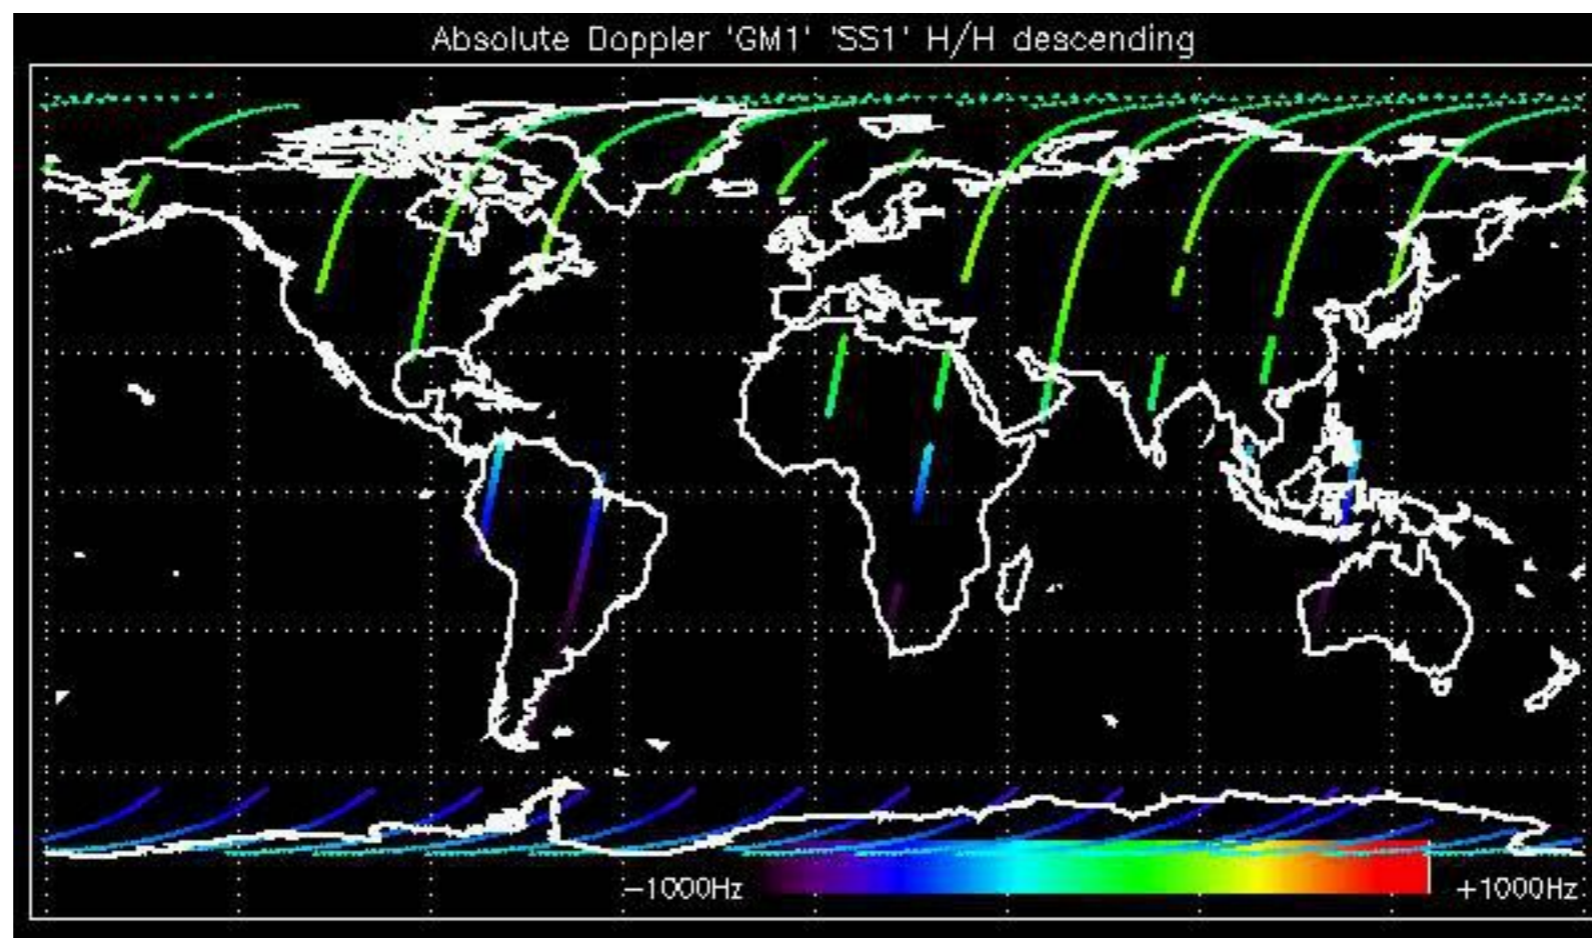 Absolute Doppler 'GM1' 'SS1' H/H descending
-1000Hz +1000Hz